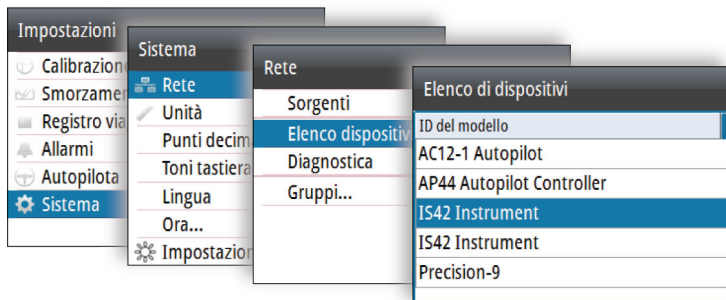 Impostazioni
Calibrazion
Smorzamer
Registro via
Allarmi
Autopilota
Sistema
Sistema
Rete
Unità
Punti decim
Toni tastiera
Lingua
Ora...
Impostazior
Rete
Sorgenti
Elenco dispositiv
Diagnostica
Gruppi...
Elenco di dispositivi
ID del modello
AC12-1 Autopilot
AP44 Autopilot Controller
IS42 Instrument
IS42 Instrument
Precision-9